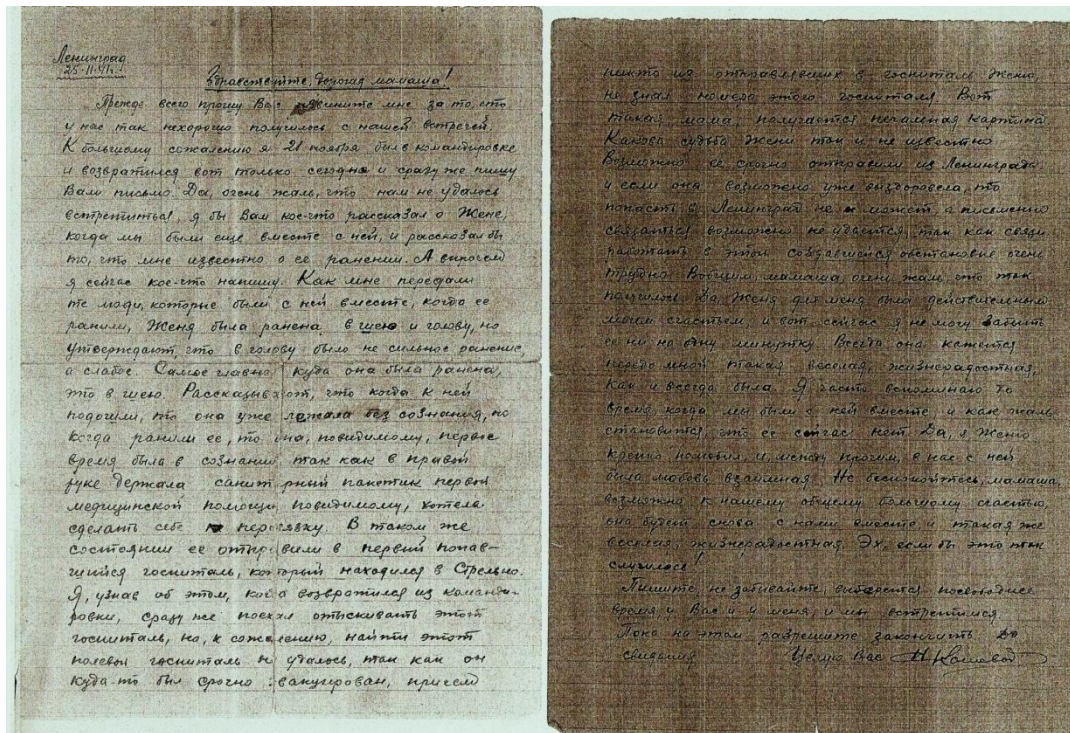 Ленинград
25.11.41г.
Здравствуйте, дорогая мамаша!
Прежде всего прошу Вас извинить мне за то, что
у нас так нехорошо получилось с нашей встречей.
К большому сожалению я 21 ноября был в командировке
и возвратился вот только сегодня и сразу же пишу
Вам письмо. Да, очень жаль, что нам не удалось
встретиться, я бы Вам кое-что рассказал о Жене,
когда мы были еще вместе с ней, и рассказал бы
то, что мне известно о ее ранении. А впрочем
я сейчас кое-что напишу. Как мне передали
те люди, которые были с ней вместе, когда ее
ранили, Женя была ранена в шею и голову, но
утверждают, что в голову было не сильное ранение,
а слабое. Самое главно, куда она была ранена,
это в шею. Рассказывают, что когда к ней
подошли, то она уже лежала без сознания, но
когда ранили ее, то она, повидимому, первое
время была в сознании так как в правой
руке держала санитарный пакетик первой
медицинской помощи, повидимому, хотела
сделать себе перевязку. В таком же
состоянии ее отправили в первый попав-
шийся госпиталь, который находился в Стрельно.
Я, узнав об этом, когда возвратился из команди-
ровки, сразу же поехал отыскивать этот
госпиталь, но, к сожалению, найти этот
полевой госпиталь не удалось, так как он
куда-то был срочно эвакуирован, причем
никто из отправлявших в госпиталь Женю,
не знал номера этого госпиталя. Вот
такая мама, получается печальная картина
Какова судьба Жени так и не известно
Возможно ее срочно отправили из Ленинграда
и если она возможно уже выздоровела, то
попасть в Ленинград не может, а письменно
связаться возможно не удается, так как связи
работать в этой создавшейся обстановке очень
трудно. Вобщем, мамаша, очень жаль, что так
получилось. Да, Женя для меня была действительным
моим счастьем, и вот сейчас я не могу забыть
ее ни на одну минутку. Всегда она кажется
передо мной такая веселая, жизнерадостная,
как и всегда была. Я часто вспоминаю то
время, когда мы были с ней вместе и как жаль
становится, что ее сейчас нет. Да, я Женю
крепко полюбил, и, между прочим, в нас с ней
была любовь взаимная. Не беспокойтесь, мамаша,
возможно к нашему общему большому счастью,
она будет снова с нами вместе и такая же
веселая, жизнерадостная. Эх, если бы это так
случилось!
Пишите, не забывайте,
время и Вас и у меня, и мы встретимся
Пока на этом разрешите закончить До
свидания Целую Вас